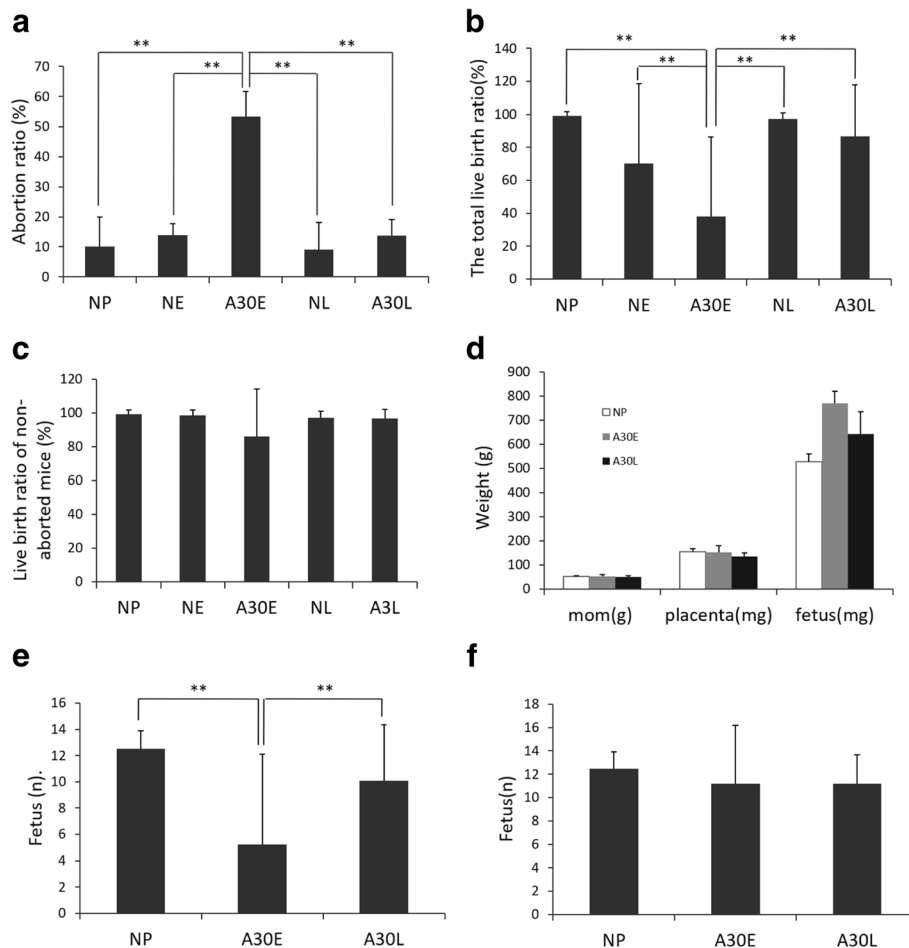 a
** **
** **
Abortion ratio (%)
70
60
50
40
30
20
10
0
NP NE A30E NL A30L
b
** **
** **
The total live birth ratio(%)
140
120
100
80
60
40
20
0
NP NE A30E NL A30L
c
Live birth ratio of non-
aborted mice (%)
120
100
80
60
40
20
0
NP NE A30E NL A3L
d
Weight (g)
900
800
700
600
500
400
300
200
100
0
NP
A30E
A30L
mom(g) placenta(mg) fetus(mg)
e
** **
Fetus (n).
16
14
12
10
8
6
4
2
0
NP A30E A30L
f
Fetus(n)
18
16
14
12
10
8
6
4
2
0
NP A30E A30L